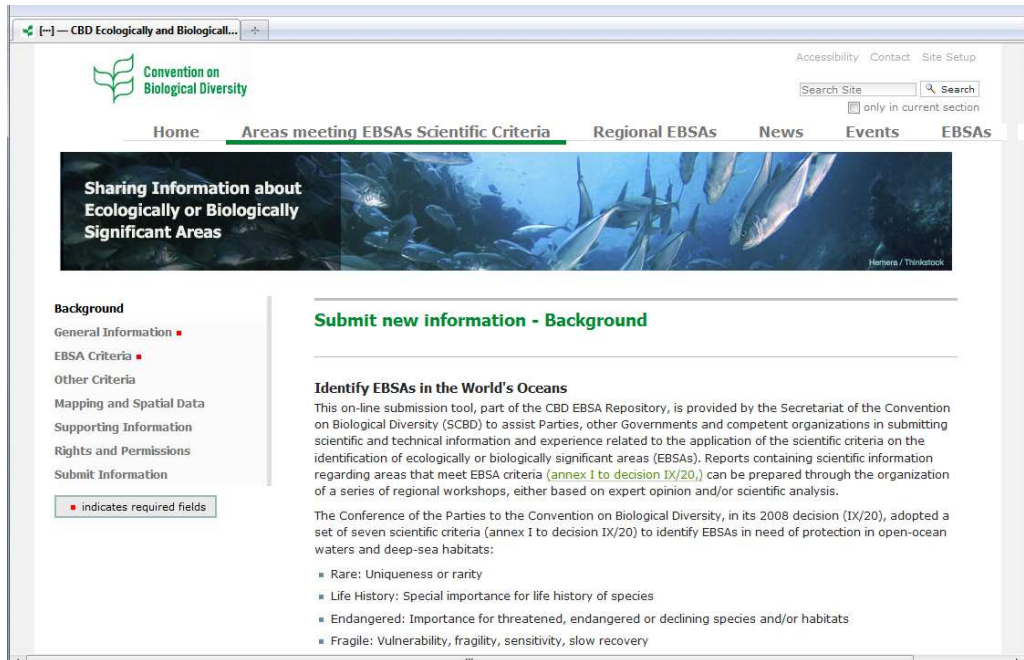 [...] — CBD Ecologically and Biologicall...
Accessibility Contact Site Setup
Convention on
Biological Diversity
Search Site Search
only in current section
Home Areas meeting EBSAs Scientific Criteria Regional EBSAs News Events EBSAs
Sharing Information about
Ecologically or Biologically
Significant Areas
Hemera / Thinkstock
Background
General Information
EBSA Criteria
Other Criteria
Mapping and Spatial Data
Supporting Information
Rights and Permissions
Submit Information
indicates required fields
Submit new information - Background
Identify EBSAs in the World's Oceans
This on-line submission tool, part of the CBD EBSA Repository, is provided by the Secretariat of the Convention
on Biological Diversity (SCBD) to assist Parties, other Governments and competent organizations in submitting
scientific and technical information and experience related to the application of the scientific criteria on the
identification of ecologically or biologically significant areas (EBSAs). Reports containing scientific information
regarding areas that meet EBSA criteria (annex I to decision IX/20,) can be prepared through the organization
of a series of regional workshops, either based on expert opinion and/or scientific analysis.
The Conference of the Parties to the Convention on Biological Diversity, in its 2008 decision (IX/20), adopted a
set of seven scientific criteria (annex I to decision IX/20) to identify EBSAs in need of protection in open-ocean
waters and deep-sea habitats:
Rare: Uniqueness or rarity
Life History: Special importance for life history of species
Endangered: Importance for threatened, endangered or declining species and/or habitats
Fragile: Vulnerability, fragility, sensitivity, slow recovery